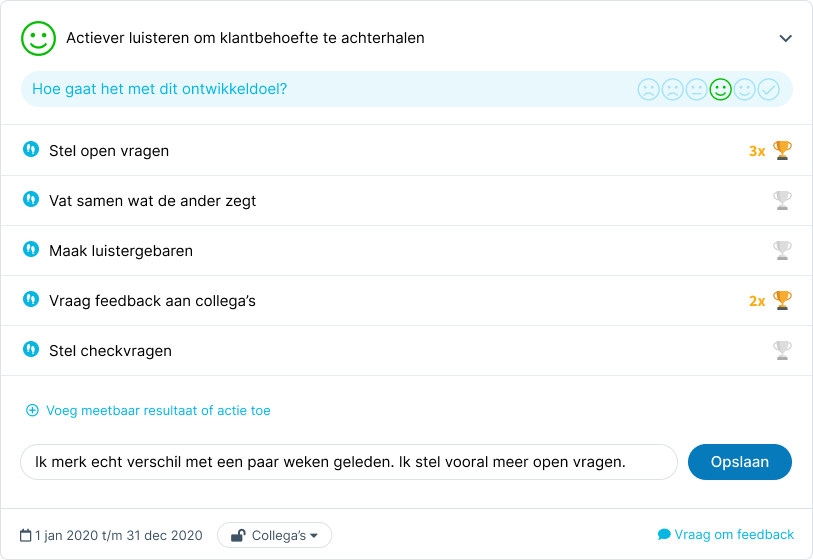 Actiever luisteren om klantbehoefte te achterhalen
Hoe gaat het met dit ontwikkeldoel?
Stel open vragen 3x
Vat samen wat de ander zegt
Maak luistergebaren
Vraag feedback aan collega’s 2x
Stel checkvragen
Voeg meetbaar resultaat of actie toe
Ik merk echt verschil met een paar weken geleden. Ik stel vooral meer open vragen. Opslaan
1 jan 2020 t/m 31 dec 2020 Collega’s Vraag om feedback